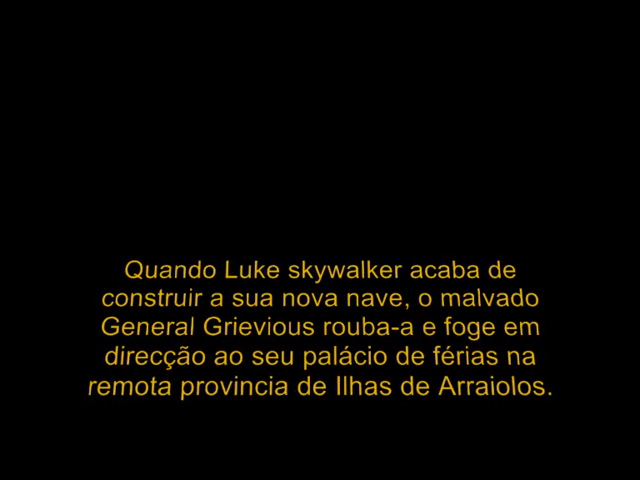 Quando Luke skywalker acaba de
construir a sua nova nave, o malvado
General Grievious rouba-a e foge em
direcção ao seu palácio de férias na
remota provincia de Ilhas de Arraiolos.